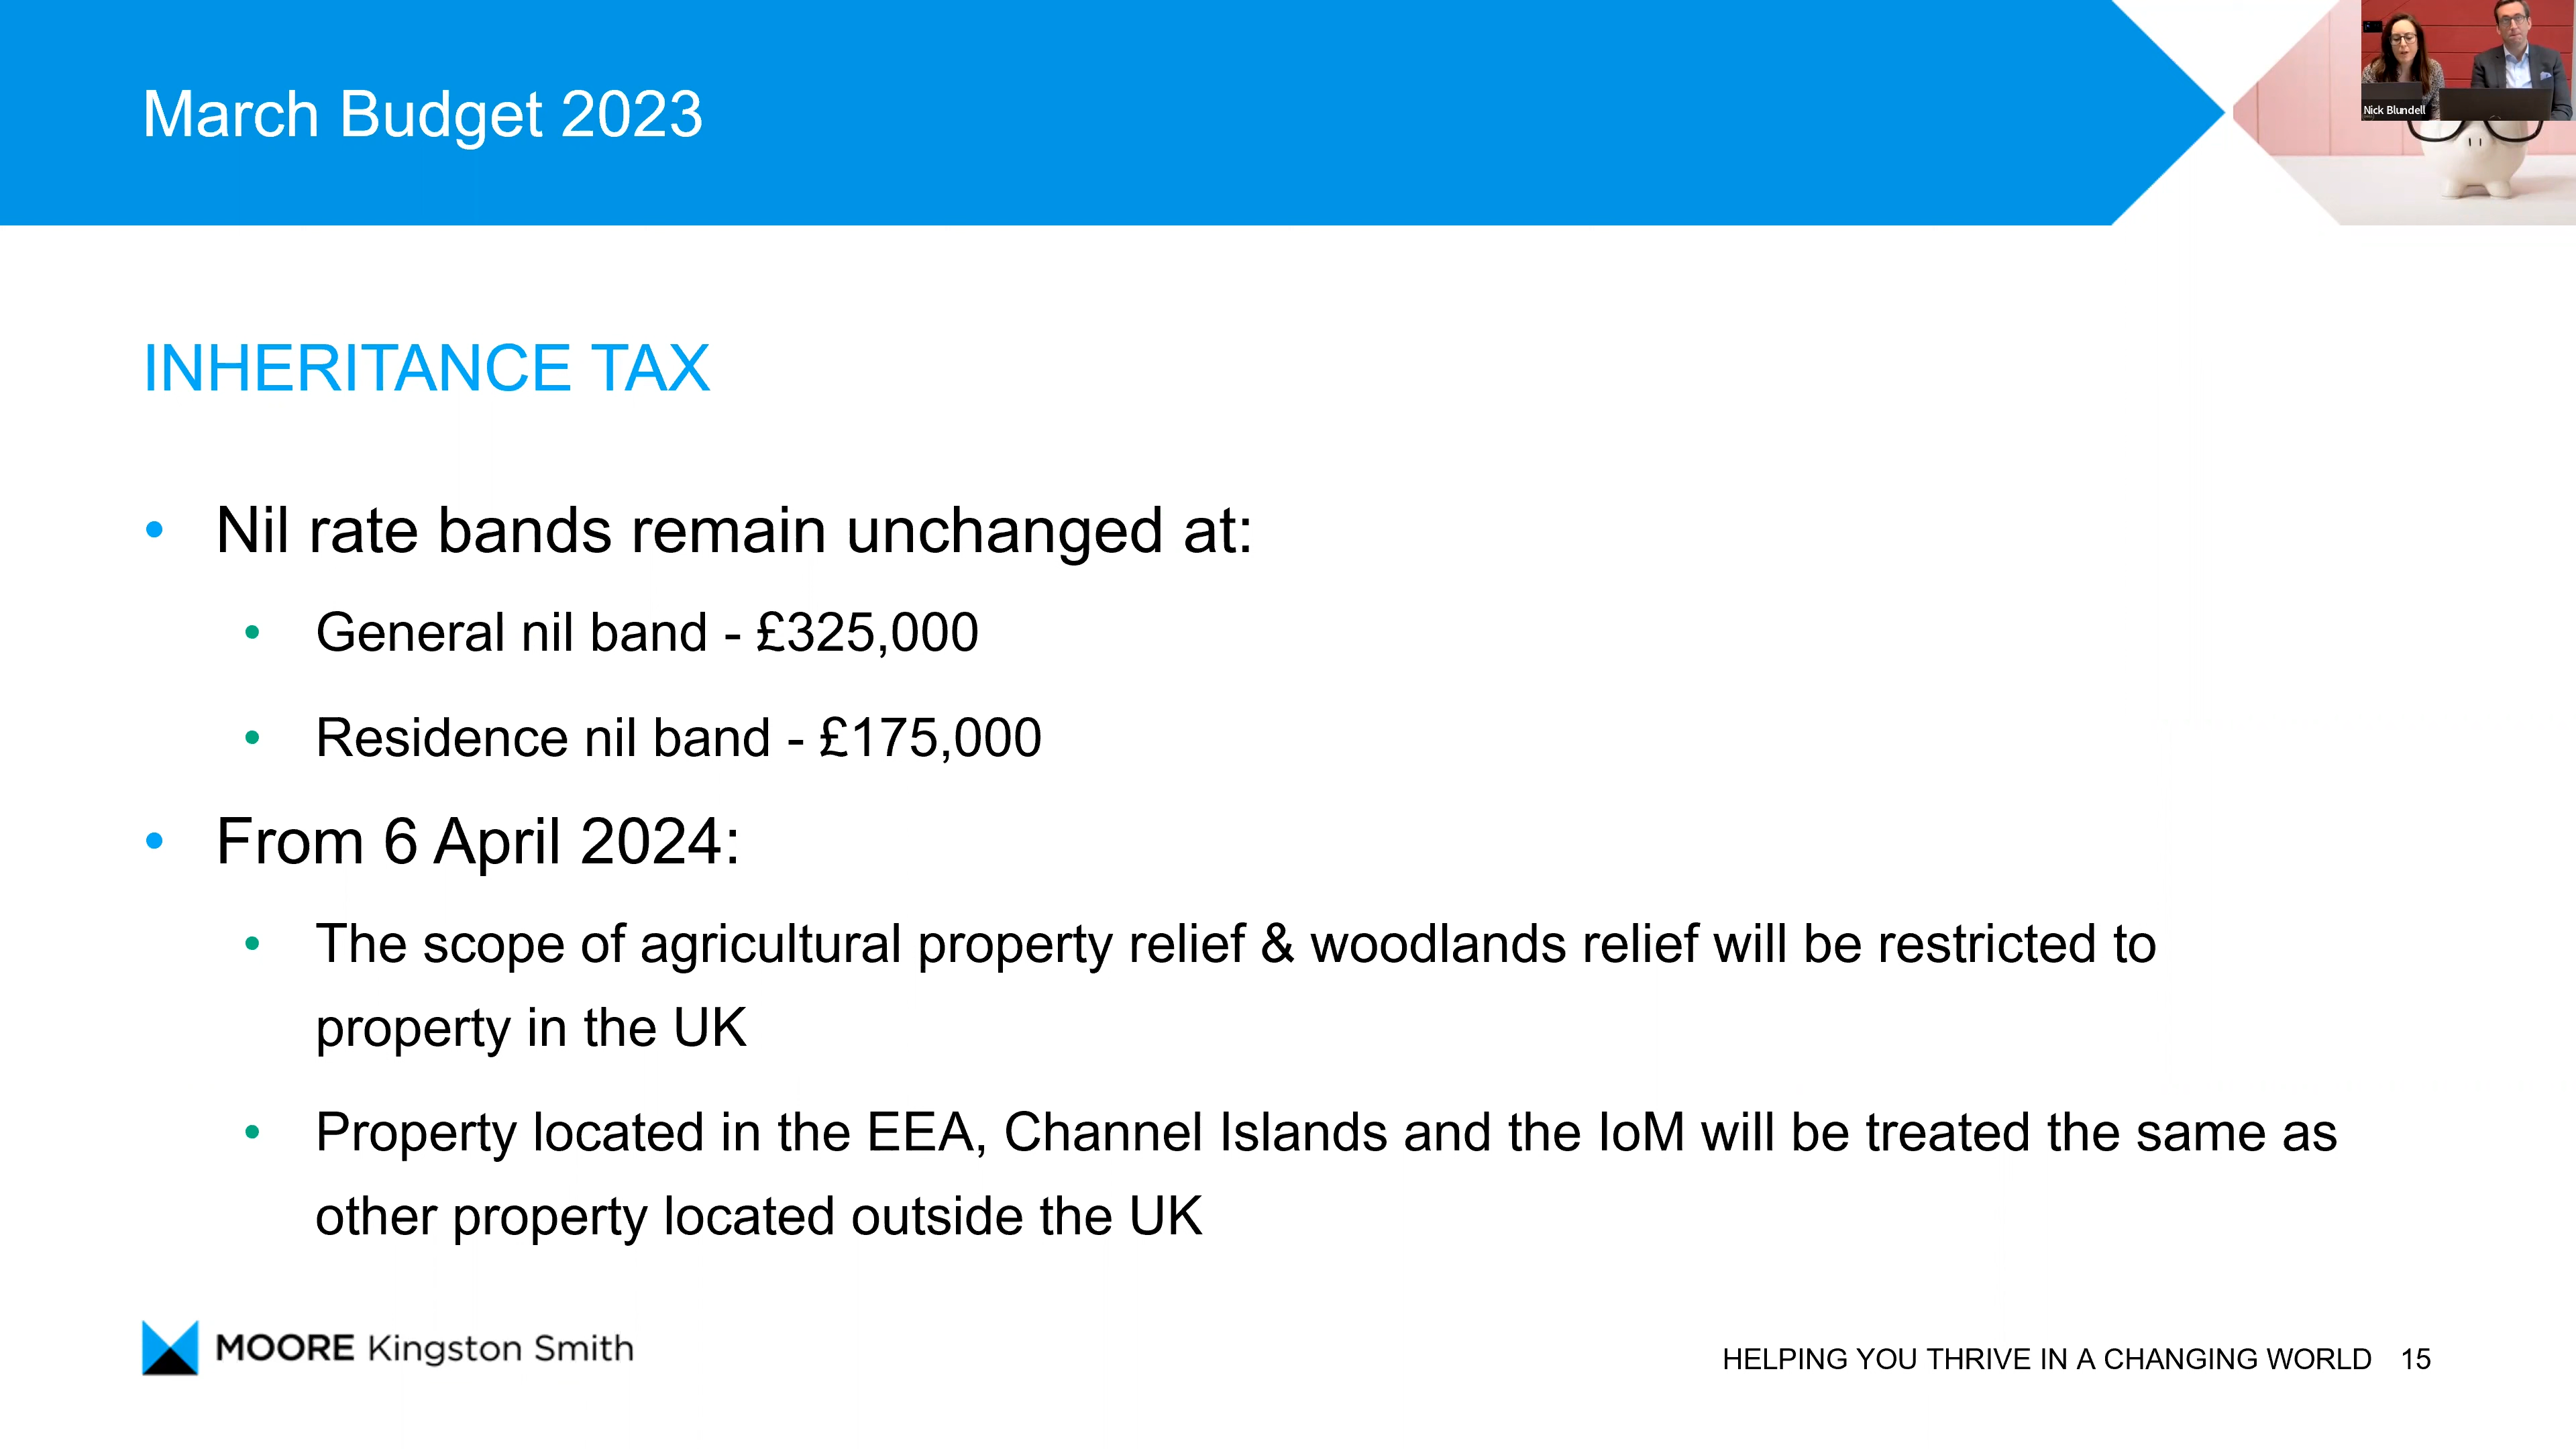 March Budget 2023
Nick Blundell
INHERITANCE TAX
• Nil rate bands remain unchanged at:
• General nil band - £325,000
• Residence nil band - £175,000
• From 6 April 2024:
• The scope of agricultural property relief & woodlands relief will be restricted to
property in the UK
• Property located in the EEA, Channel Islands and the IoM will be treated the same as
other property located outside the UK
MOORE Kingston Smith
HELPING YOU THRIVE IN A CHANGING WORLD 15